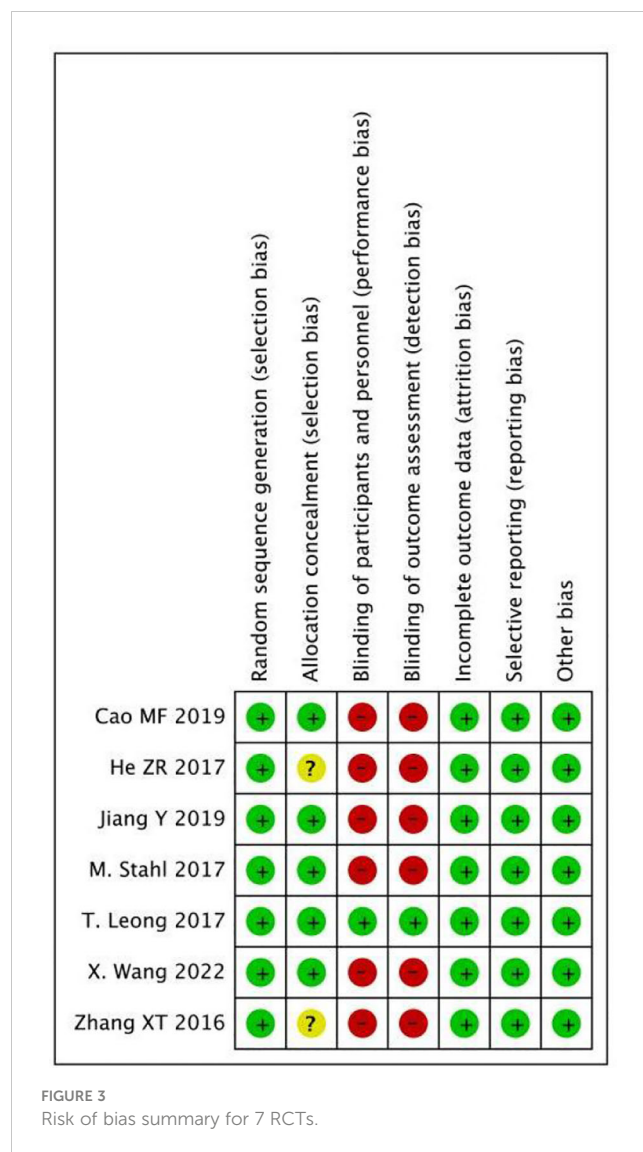 Random sequence generation (selection bias)
Allocation concealment (selection bias)
Blinding of participants and personnel (performance bias)
Blinding of outcome assessment (detection bias)
Incomplete outcome data (attrition bias)
Selective reporting (reporting bias)
Other bias
Cao MF 2019 + + - - + + +
He ZR 2017 + ? - - + + +
Jiang Y 2019 + + - - + + +
M. Stahl 2017 + + - - + + +
T. Leong 2017 + + + + + + +
X. Wang 2022 + + - - + + +
Zhang XT 2016 + ? - - + + +
FIGURE 3
Risk of bias summary for 7 RCTs.